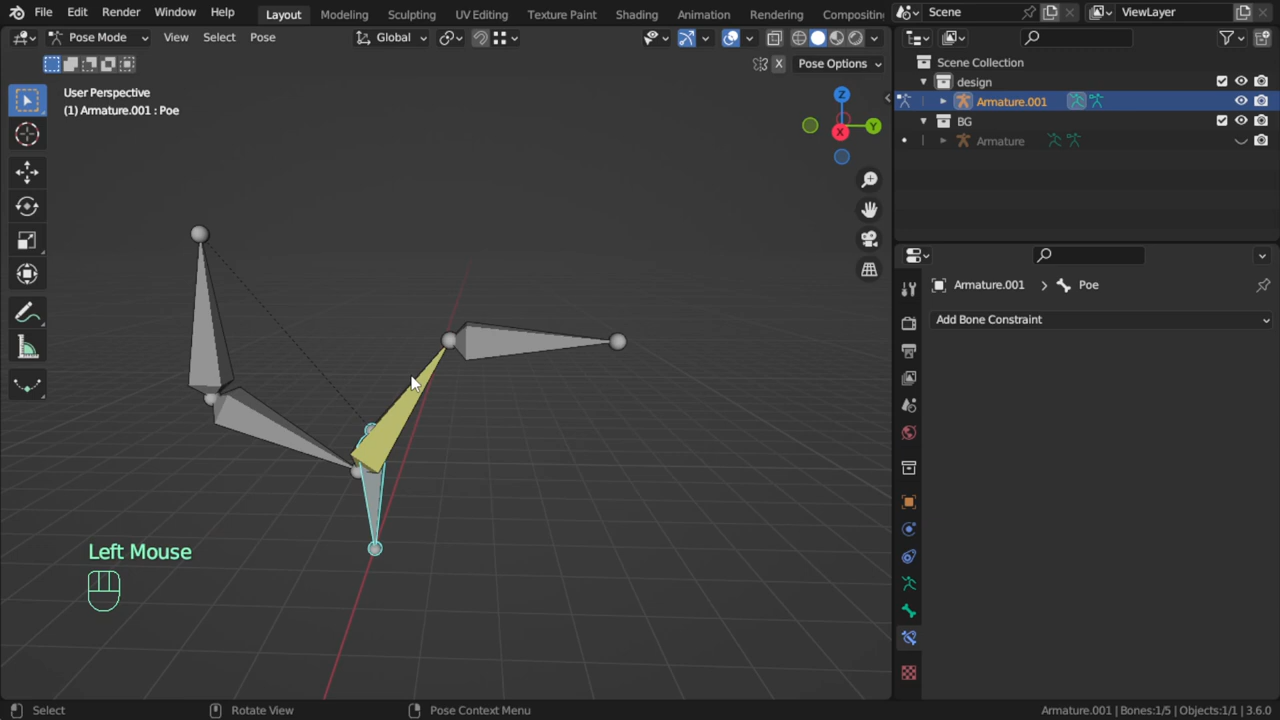 File Edit Render Window Help Layout Modeling Sculpting UV Editing Texture Paint Shading Animation Rendering Compositing Scene ViewLayer
Pose Mode View Select Pose Global
X Pose Options
User Perspective
(1) Armature.001 : Poe
Z
Y
X
Scene Collection
design
Armature.001
BG
Armature
Armature.001 Poe
Add Bone Constraint
Left Mouse
Select Rotate View Pose Context Menu Armature.001 | Bones:1/5 | Objects:1/1 | 3.6.0